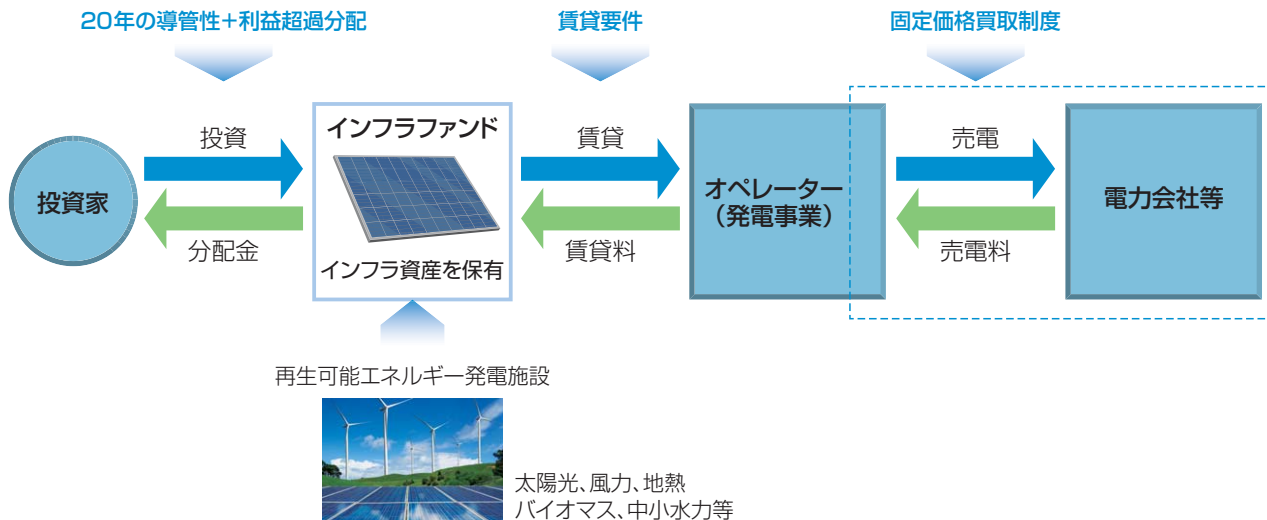 20年の導管性+利益超過分配
賃貸要件
固定価格買取制度
投資家
投資
分配金
インフラファンド
インフラ資産を保有
賃貸
賃貸料
オペレーター
(発電事業)
売電
売電料
電力会社等
再生可能エネルギー発電施設
太陽光、風力、地熱
バイオマス、中小水力等